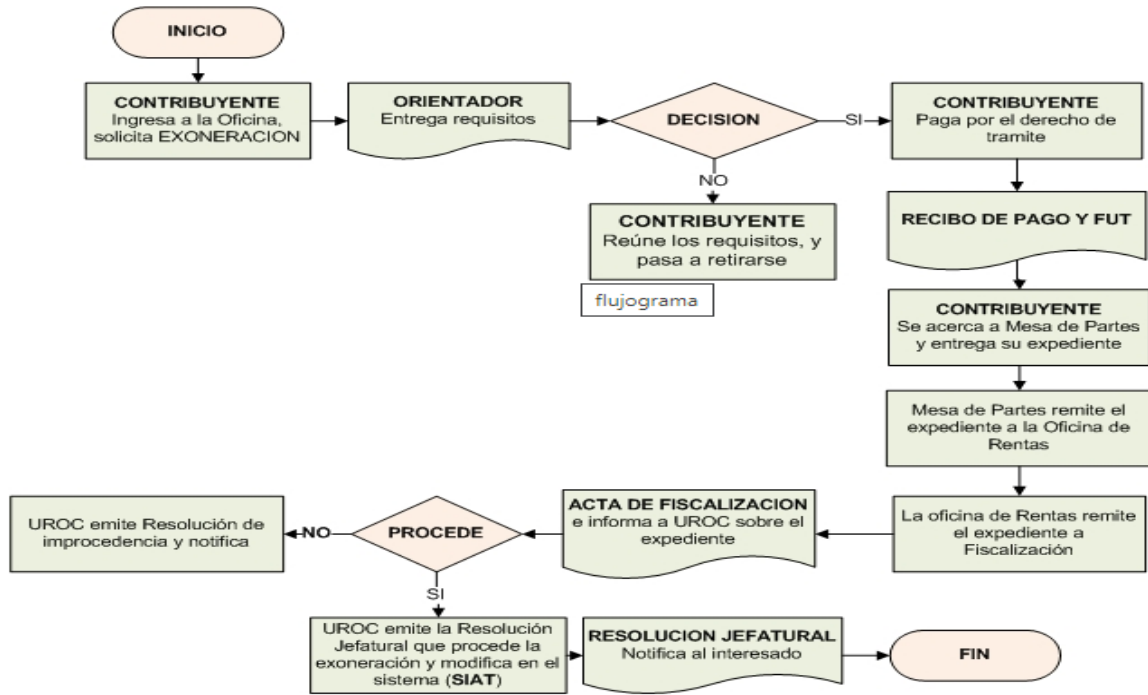 INICIO
CONTRIBUYENTE
Ingresa a la Oficina,
solicita EXONERACION
ORIENTADOR
Entrega requisitos
DECISION
SI
CONTRIBUYENTE
Paga por el derecho de
tramite
NO
CONTRIBUYENTE
Reúne los requisitos, y
pasa a retirarse
flujograma
RECIBO DE PAGO Y FUT
CONTRIBUYENTE
Se acerca a Mesa de Partes
y entrega su expediente
Mesa de Partes remite el
expediente a la Oficina de
Rentas
La oficina de Rentas remite
el expediente a
Fiscalización
ACTA DE FISCALIZACION
e informa a UROC sobre el
expediente
PROCEDE
NO
UROC emite Resolución de
improcedencia y notifica
SI
UROC emite la Resolución
Jefatural que procede la
exoneración y modifica en el
sistema (SIAT)
RESOLUCION JEFATURAL
Notifica al interesado
FIN